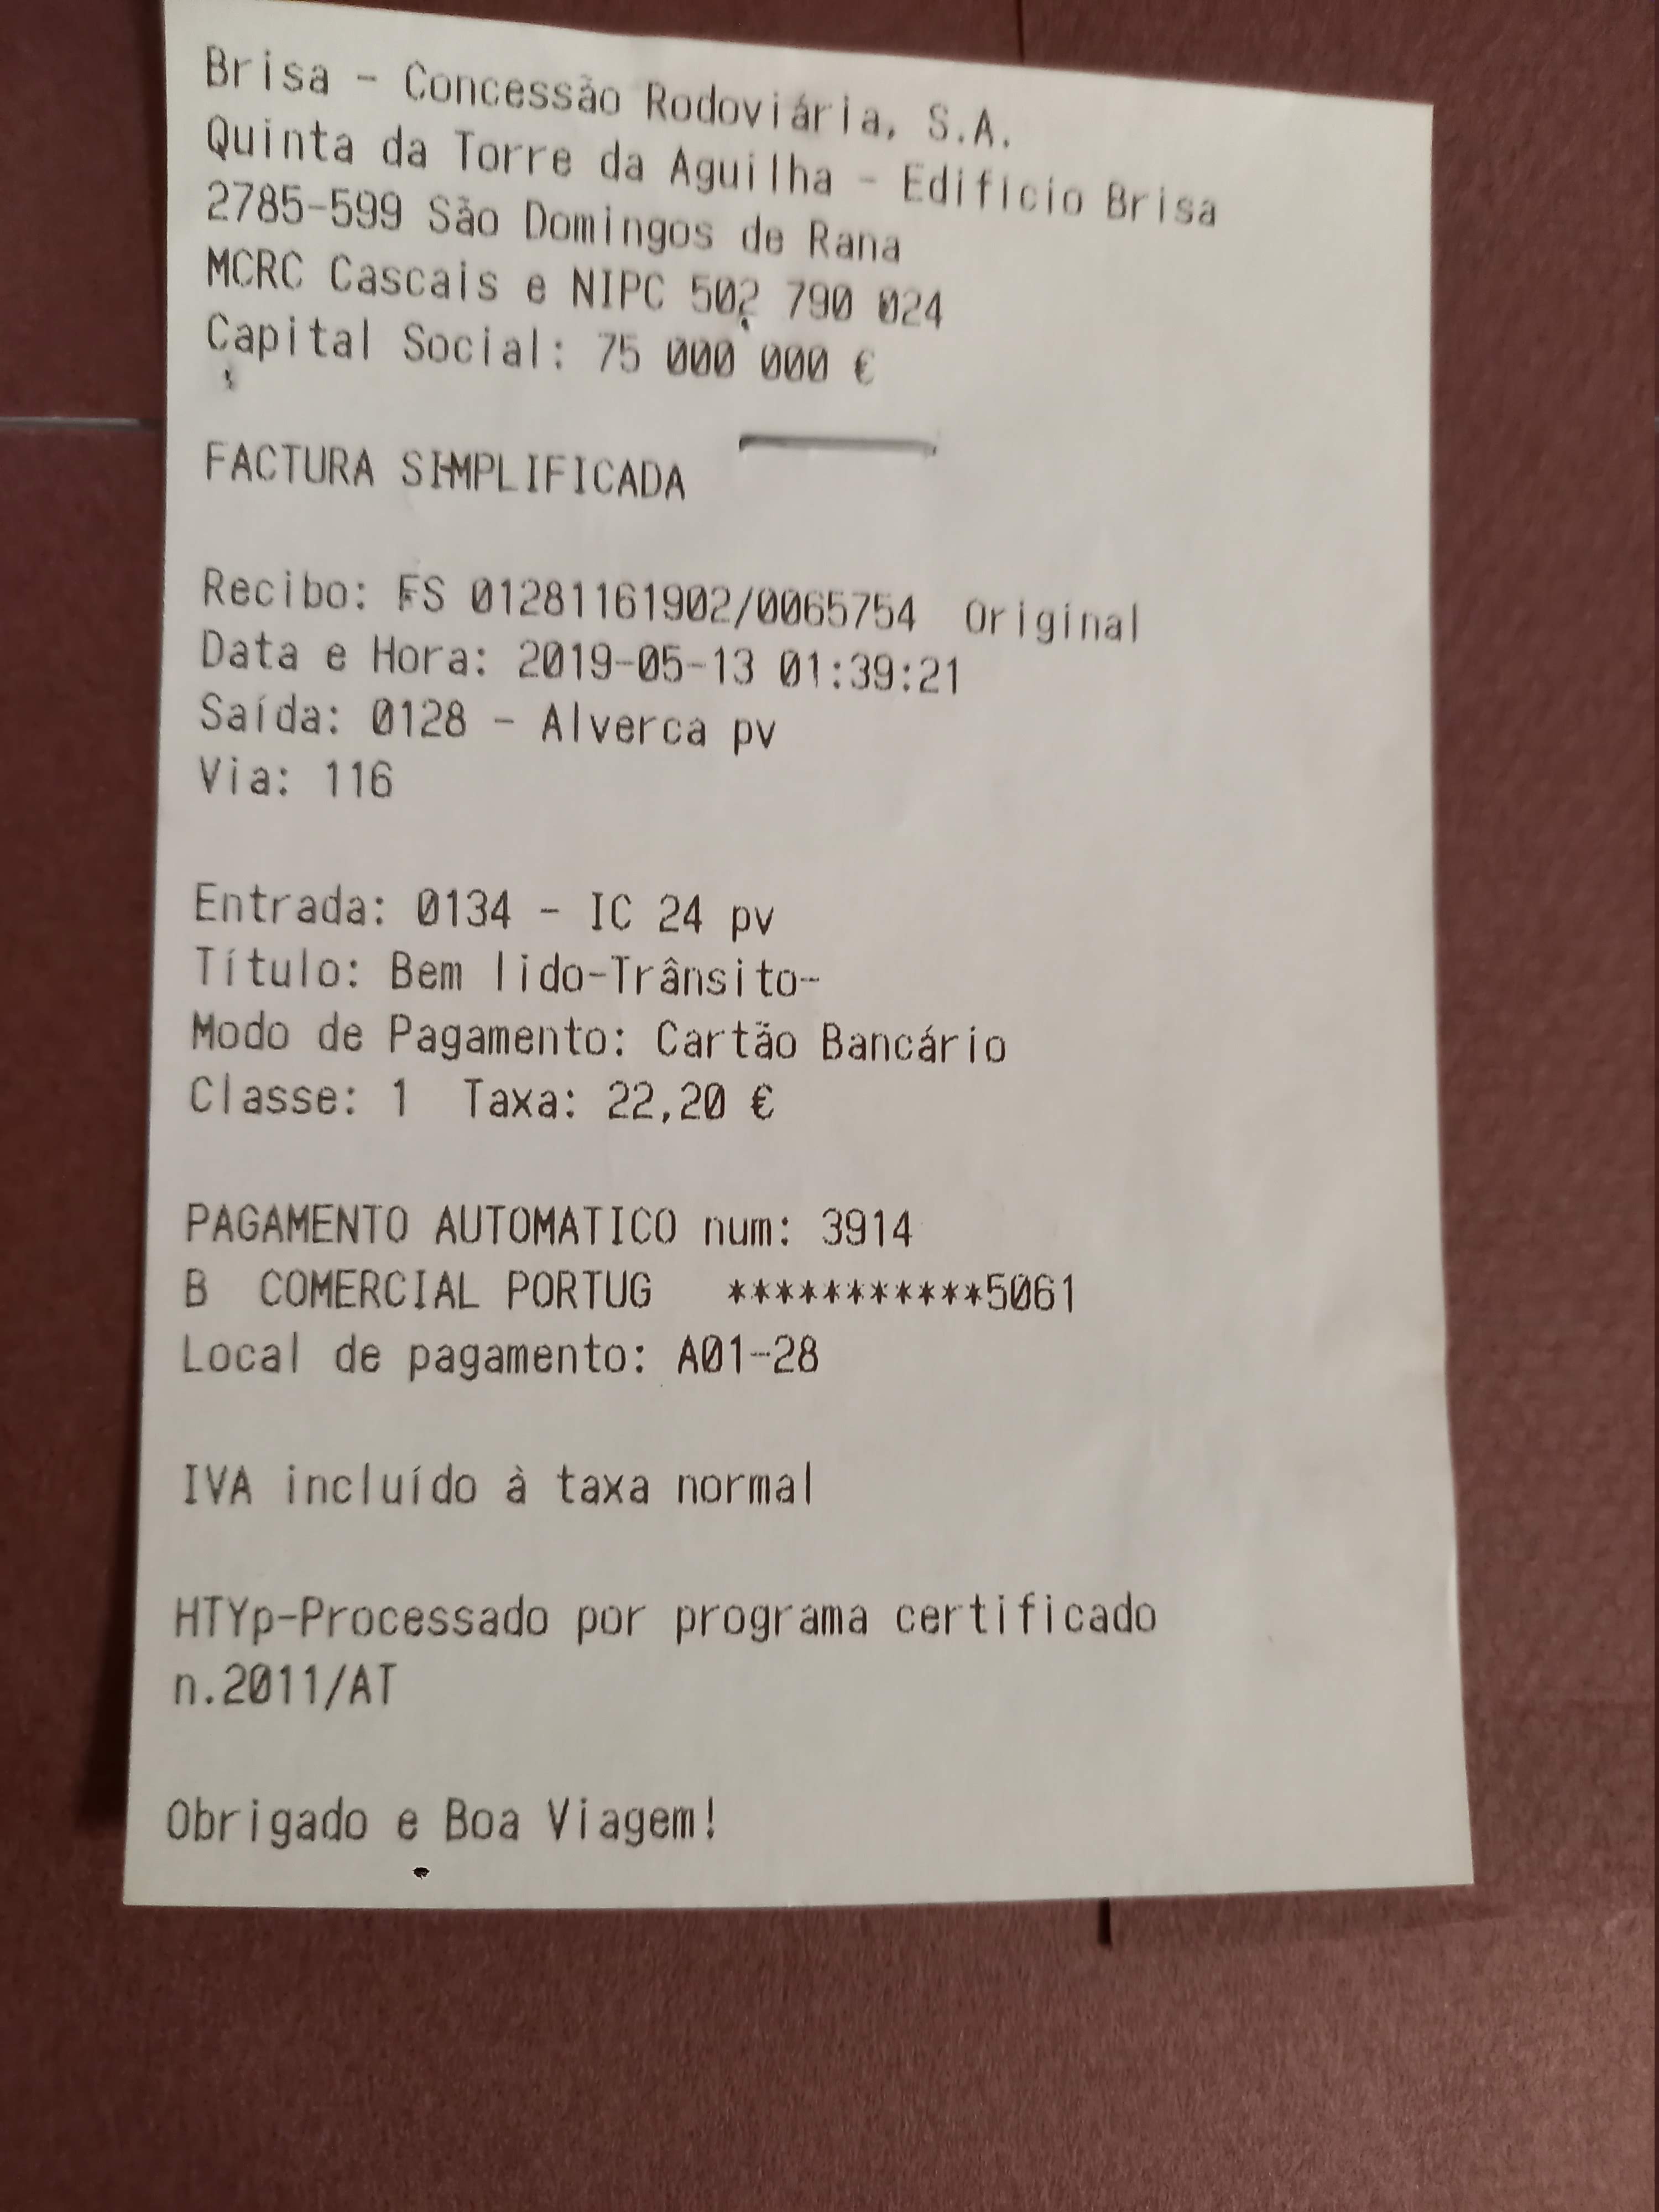 Brisa - Concessão Rodoviária, S.A.
Quinta da Torre da Aguilha - Edificio Brisa
2785-599 São Domingos de Rana
MCRC Cascais e NIPC 502 790 024
Capital Social: 75 000 000 €
FACTURA SIMPLIFICADA
Recibo: FS 01281161902/0065754 Original
Data e Hora: 2019-05-13 01:39:21
Saída: 0128 - Alverca pv
Via: 116
Entrada: 0134 - IC 24 pv
Título: Bem lido-Trânsito-
Modo de Pagamento: Cartão Bancário
Classe: 1 Taxa: 22,20 €
PAGAMENTO AUTOMATICO num: 3914
B COMERCIAL PORTUG ***********5061
Local de pagamento: A01-28
IVA incluído à taxa normal
HTYp-Processado por programa certificado
n.2011/AT
Obrigado e Boa Viagem!